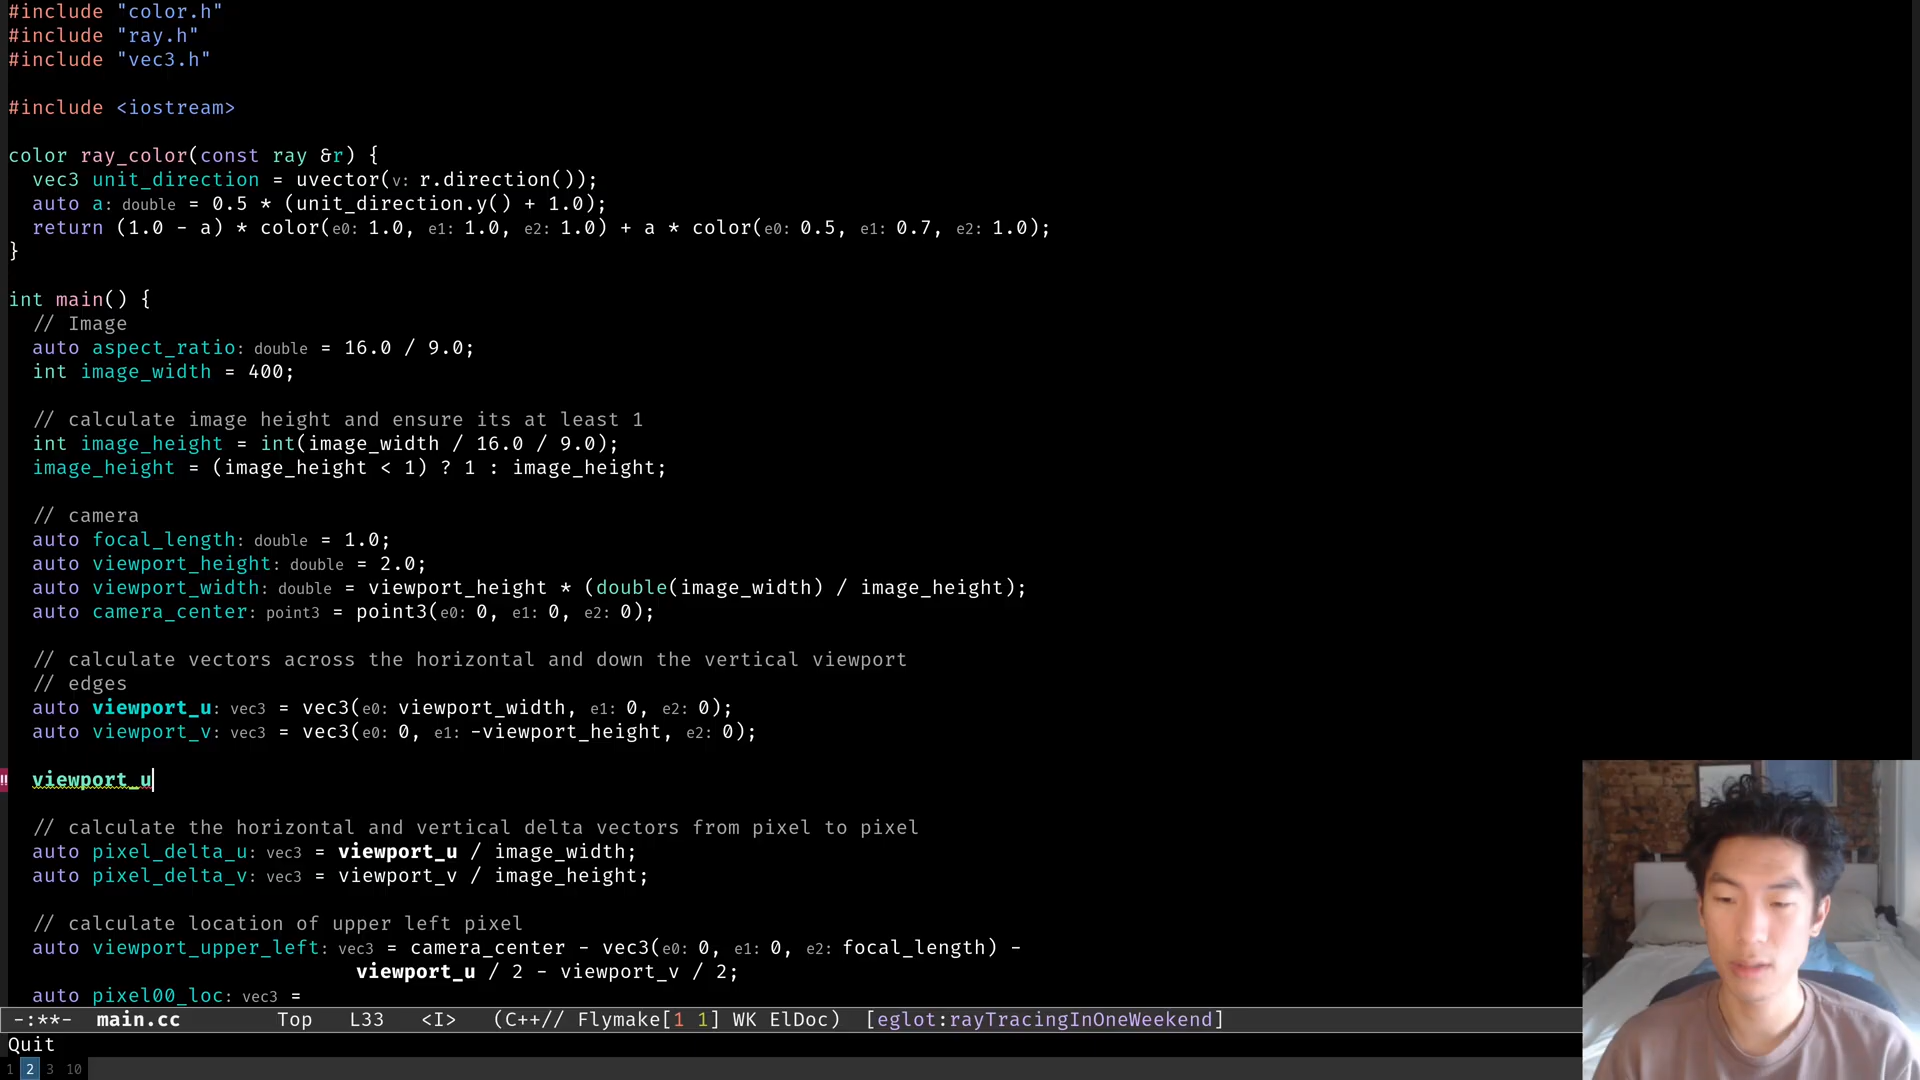 #include "color.h"
#include "ray.h"
#include "vec3.h"
#include <iostream>
color ray_color(const ray &r) {
vec3 unit_direction = uvector(v: r.direction());
auto a: double = 0.5 * (unit_direction.y() + 1.0);
return (1.0 - a) * color(e0: 1.0, e1: 1.0, e2: 1.0) + a * color(e0: 0.5, e1: 0.7, e2: 1.0);
}
int main() {
// Image
auto aspect_ratio: double = 16.0 / 9.0;
int image_width = 400;
// calculate image height and ensure its at least 1
int image_height = int(image_width / 16.0 / 9.0);
image_height = (image_height < 1) ? 1 : image_height;
// camera
auto focal_length: double = 1.0;
auto viewport_height: double = 2.0;
auto viewport_width: double = viewport_height * (double(image_width) / image_height);
auto camera_center: point3 = point3(e0: 0, e1: 0, e2: 0);
// calculate vectors across the horizontal and down the vertical viewport
// edges
auto viewport_u: vec3 = vec3(e0: viewport_width, e1: 0, e2: 0);
auto viewport_v: vec3 = vec3(e0: 0, e1: -viewport_height, e2: 0);
!! viewport_u
// calculate the horizontal and vertical delta vectors from pixel to pixel
auto pixel_delta_u: vec3 = viewport_u / image_width;
auto pixel_delta_v: vec3 = viewport_v / image_height;
// calculate location of upper left pixel
auto viewport_upper_left: vec3 = camera_center - vec3(e0: 0, e1: 0, e2: focal_length) -
viewport_u / 2 - viewport_v / 2;
auto pixel00_loc: vec3 =
-:**- main.cc Top L33 <I> (C++// Flymake[1 1] WK ElDoc) [eglot:rayTracingInOneWeekend]
Quit
1 2 3 10